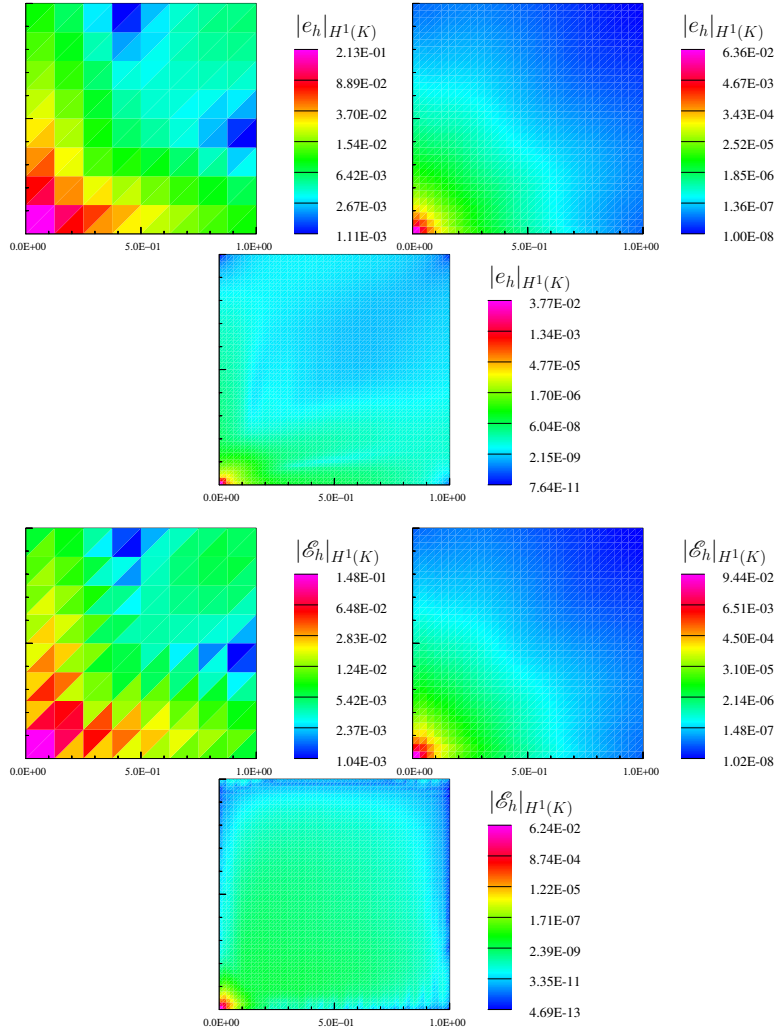 |e_h|_{H^1(K)}
2.13E-01
8.89E-02
3.70E-02
1.54E-02
6.42E-03
2.67E-03
1.11E-03
0.0E+00 5.0E-01 1.0E+00
|e_h|_{H^1(K)}
6.36E-02
4.67E-03
3.43E-04
2.52E-05
1.85E-06
1.36E-07
1.00E-08
0.0E+00 5.0E-01 1.0E+00
|e_h|_{H^1(K)}
3.77E-02
1.34E-03
4.77E-05
1.70E-06
6.04E-08
2.15E-09
7.64E-11
0.0E+00 5.0E-01 1.0E+00
|ℰ_h|_{H^1(K)}
1.48E-01
6.48E-02
2.83E-02
1.24E-02
5.42E-03
2.37E-03
1.04E-03
0.0E+00 5.0E-01 1.0E+00
|ℰ_h|_{H^1(K)}
9.44E-02
6.51E-03
4.50E-04
3.10E-05
2.14E-06
1.48E-07
1.02E-08
0.0E+00 5.0E-01 1.0E+00
|ℰ_h|_{H^1(K)}
6.24E-02
8.74E-04
1.22E-05
1.71E-07
2.39E-09
3.35E-11
4.69E-13
0.0E+00 5.0E-01 1.0E+00